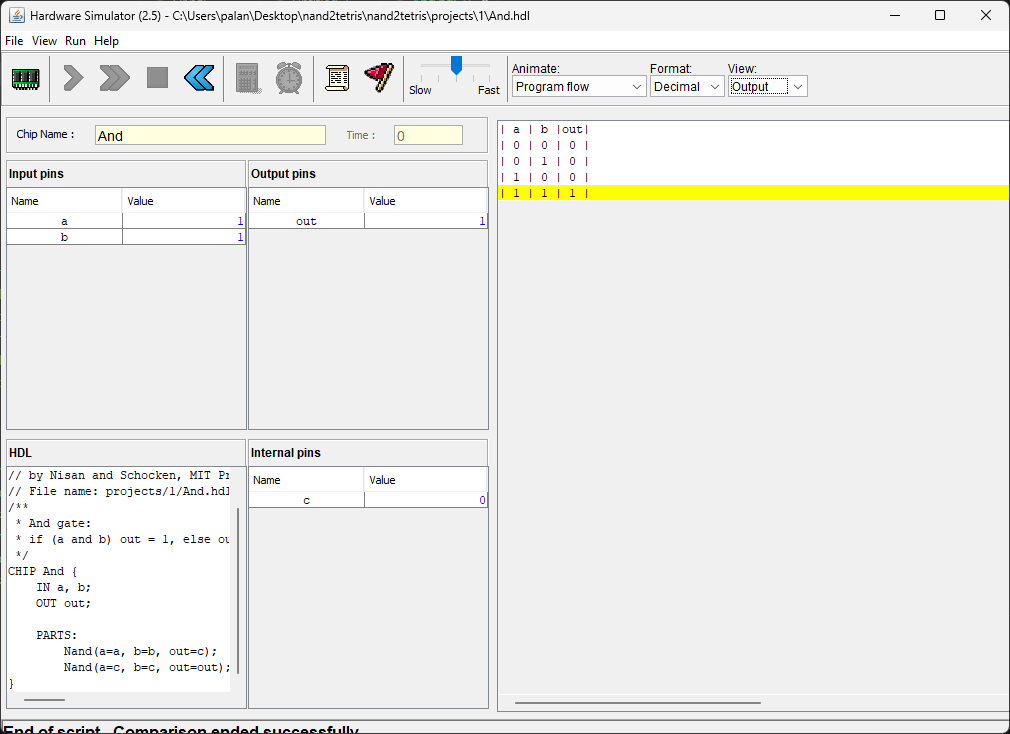 Hardware Simulator (2.5) - C:\Users\palan\Desktop\nand2tetris\nand2tetris\projects\1\And.hdl
File View Run Help
Slow Fast
Animate: Format: View:
Program flow Decimal Output
Chip Name : And Time : 0
Input pins
Name Value
a 1
b 1
Output pins
Name Value
out 1
HDL
// by Nisan and Schocken, MIT Pr
// File name: projects/1/And.hdl
/**
 * And gate:
 * if (a and b) out = 1, else ou
 */
CHIP And {
    IN a, b;
    OUT out;
    PARTS:
        Nand(a=a, b=b, out=c);
        Nand(a=c, b=c, out=out);
}
Internal pins
Name Value
c 0
| a | b |out|
| 0 | 0 | 0 |
| 0 | 1 | 0 |
| 1 | 0 | 0 |
| 1 | 1 | 1 |
End of script - Comparison ended successfully